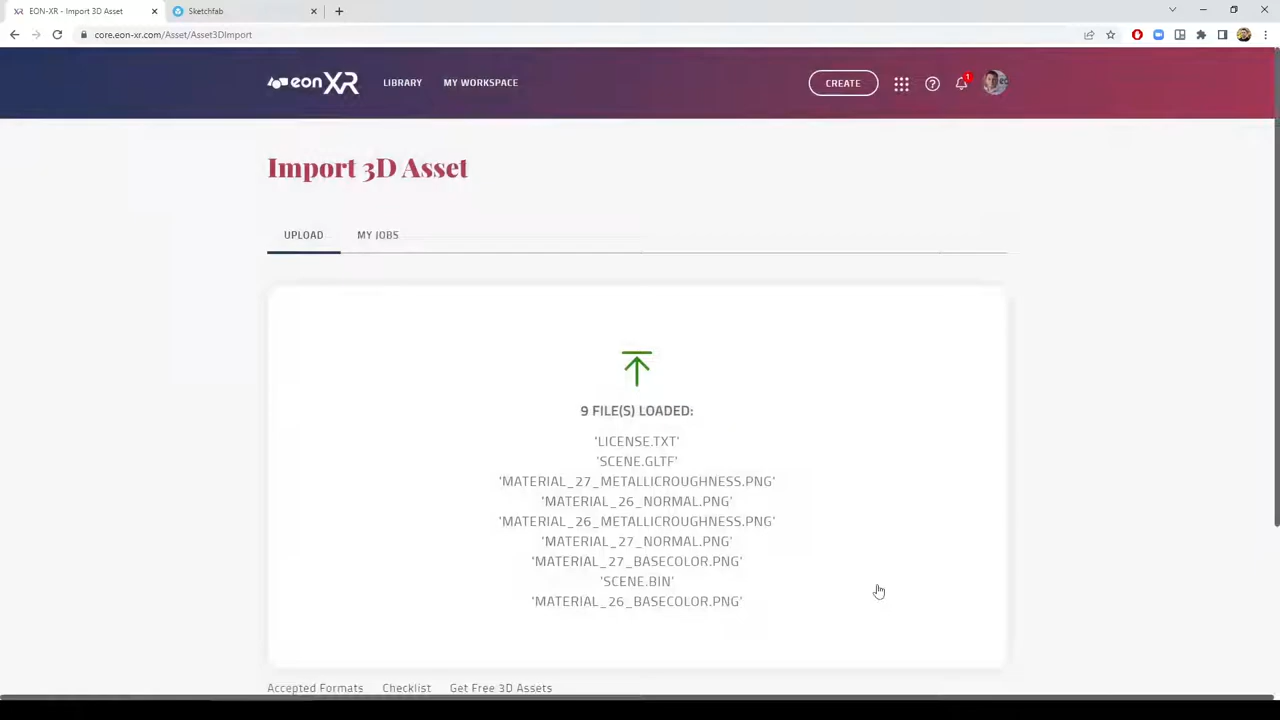 EON-XR - Import 3D Asset
Sketchfab
core.eon-xr.com/Asset/Asset3DImport
eon XR
LIBRARY
MY WORKSPACE
CREATE
1
Import 3D Asset
UPLOAD
MY JOBS
9 FILE(S) LOADED:
'LICENSE.TXT'
'SCENE.GLTF'
'MATERIAL_27_METALLICROUGHNESS.PNG'
'MATERIAL_26_NORMAL.PNG'
'MATERIAL_26_METALLICROUGHNESS.PNG'
'MATERIAL_27_NORMAL.PNG'
'MATERIAL_27_BASECOLOR.PNG'
'SCENE.BIN'
'MATERIAL_26_BASECOLOR.PNG'
Accepted Formats
Checklist
Get Free 3D Assets